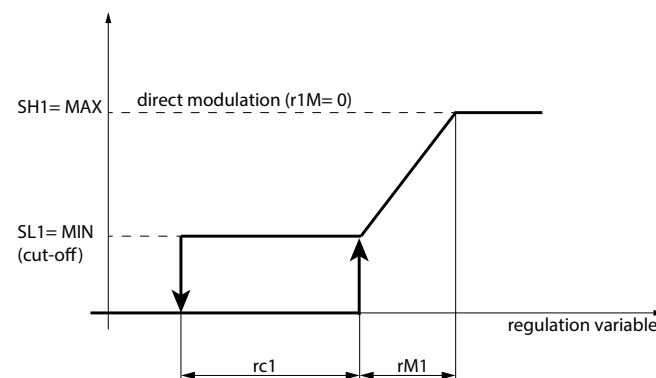 SH1= MAX
direct modulation (r1M= 0)
SL1= MIN
(cut-off)
regulation variable
rc1
rM1